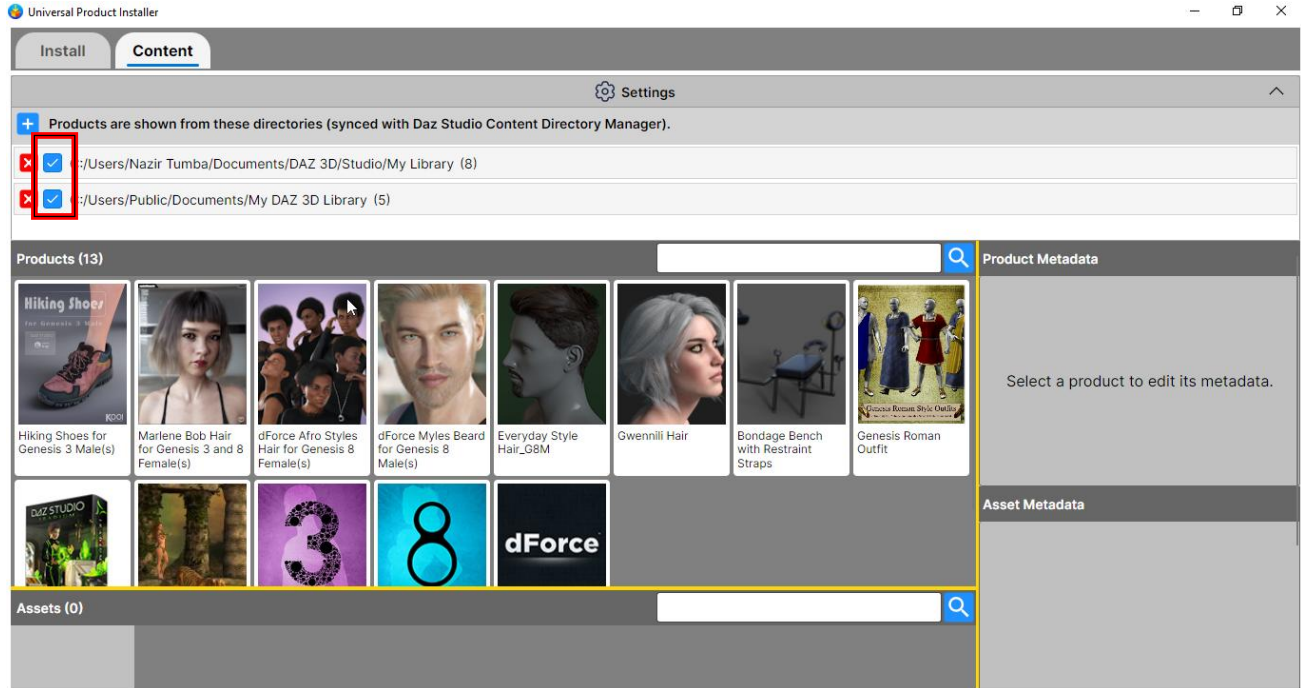 Universal Product Installer
Install
Content
Settings
Products are shown from these directories (synced with Daz Studio Content Directory Manager).
:/Users/Nazir Tumba/Documents/DAZ 3D/Studio/My Library (8)
:/Users/Public/Documents/My DAZ 3D Library (5)
Products (13)
Product Metadata
Hiking Shoes
for Genesis 3 Male
KOOI
Genesis Roman Style Outfits
Hiking Shoes for
Genesis 3 Male(s)
Marlene Bob Hair
for Genesis 3 and 8
Female(s)
dForce Afro Styles
Hair for Genesis 8
Female(s)
dForce Myles Beard
for Genesis 8
Male(s)
Everyday Style
Hair_G8M
Gwennili Hair
Bondage Bench
with Restraint
Straps
Genesis Roman
Outfit
Select a product to edit its metadata.
DAZ STUDIO
3
8
dForce
Asset Metadata
Assets (0)